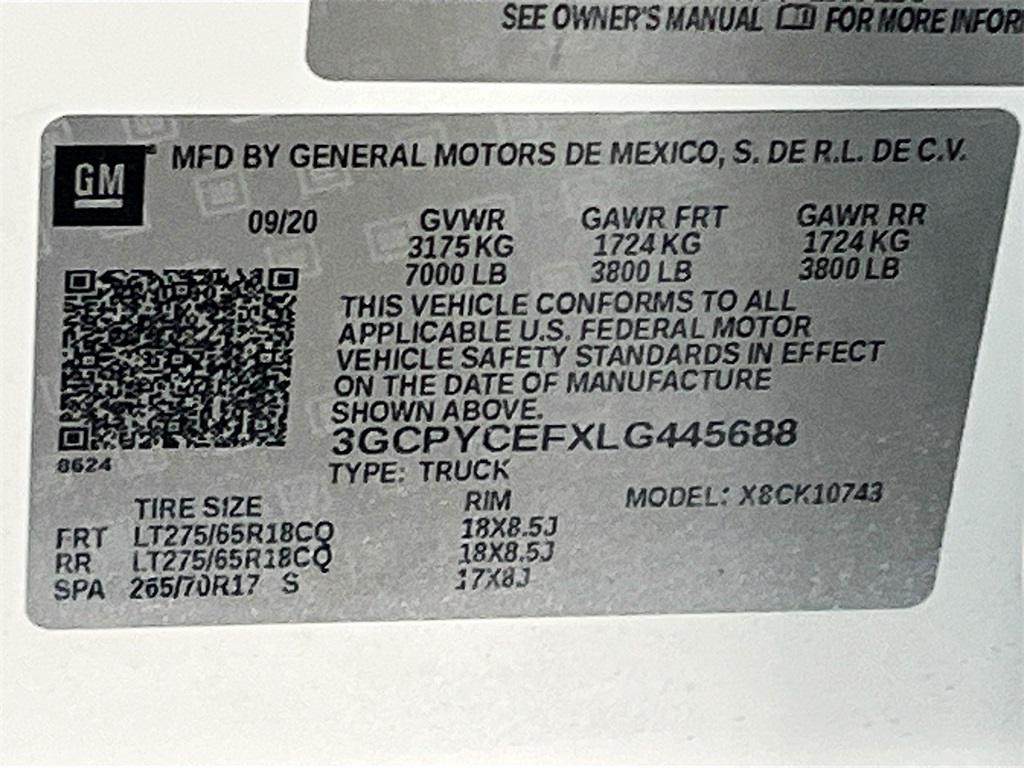 SEE OWNER'S MANUAL FOR MORE INFOR
GM
MFD BY GENERAL MOTORS DE MEXICO, S. DE R.L. DE C.V.
09/20 GVWR GAWR FRT GAWR RR
3175 KG 1724 KG 1724 KG
7000 LB 3800 LB 3800 LB
THIS VEHICLE CONFORMS TO ALL
APPLICABLE U.S. FEDERAL MOTOR
VEHICLE SAFETY STANDARDS IN EFFECT
ON THE DATE OF MANUFACTURE
SHOWN ABOVE.
3GCPYCEFXLG445688
8624
TYPE: TRUCK
TIRE SIZE RIM MODEL: X8CK10743
FRT LT275/65R18CQ 18X8.5J
RR LT275/65R18CQ 18X8.5J
SPA 265/70R17 S 17X8J